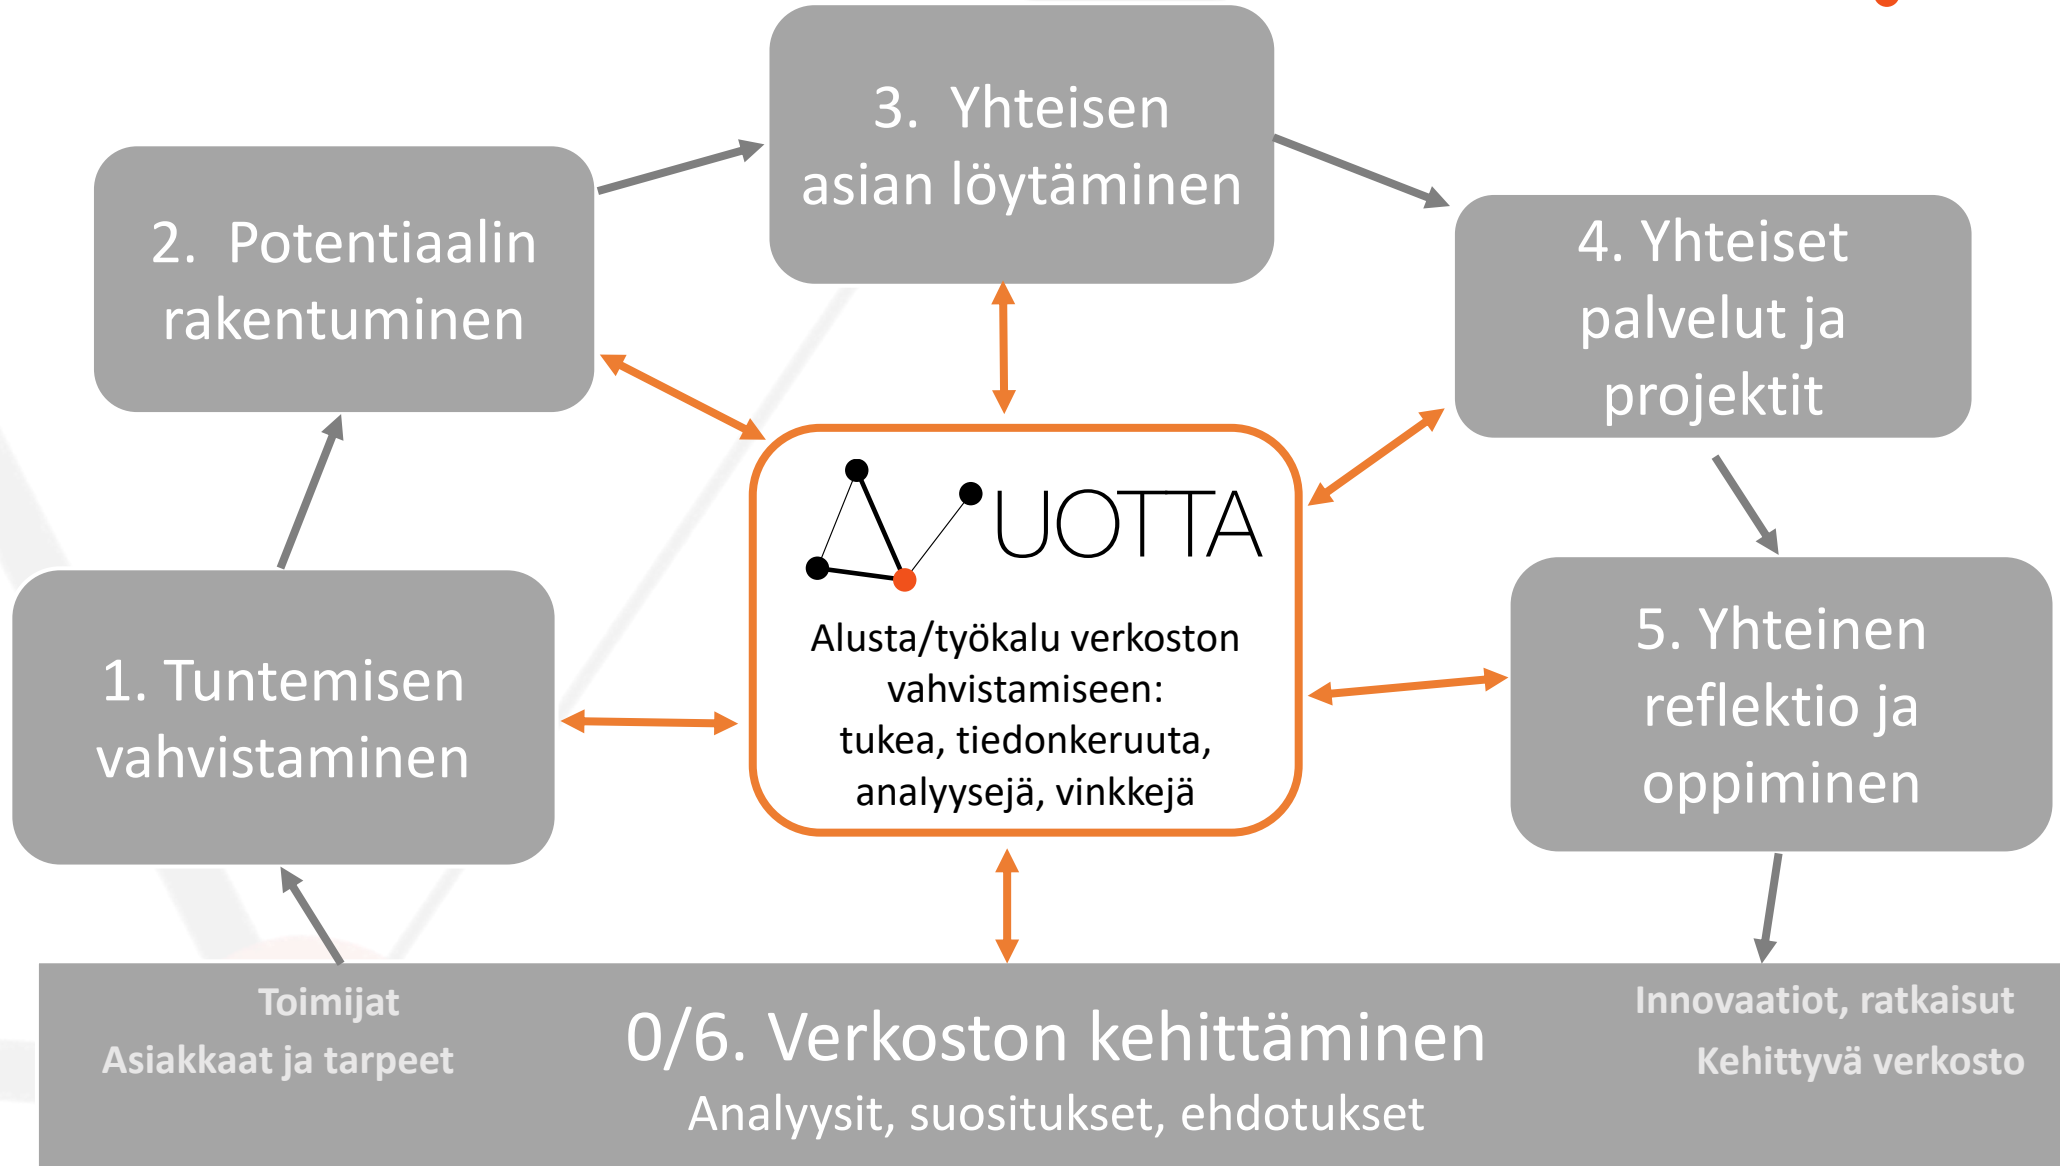 3. Yhteisen
asian löytäminen
2. Potentiaalin
rakentuminen
4. Yhteiset
palvelut ja
projektit
UOTTA
Alusta/työkalu verkoston
vahvistamiseen:
tukea, tiedonkeruuta,
analyysejä, vinkkejä
1. Tuntemisen
vahvistaminen
5. Yhteinen
reflektio ja
oppiminen
Toimijat
Asiakkaat ja tarpeet
0/6. Verkoston kehittäminen
Analyysit, suositukset, ehdotukset
Innovaatiot, ratkaisut
Kehittyvä verkosto